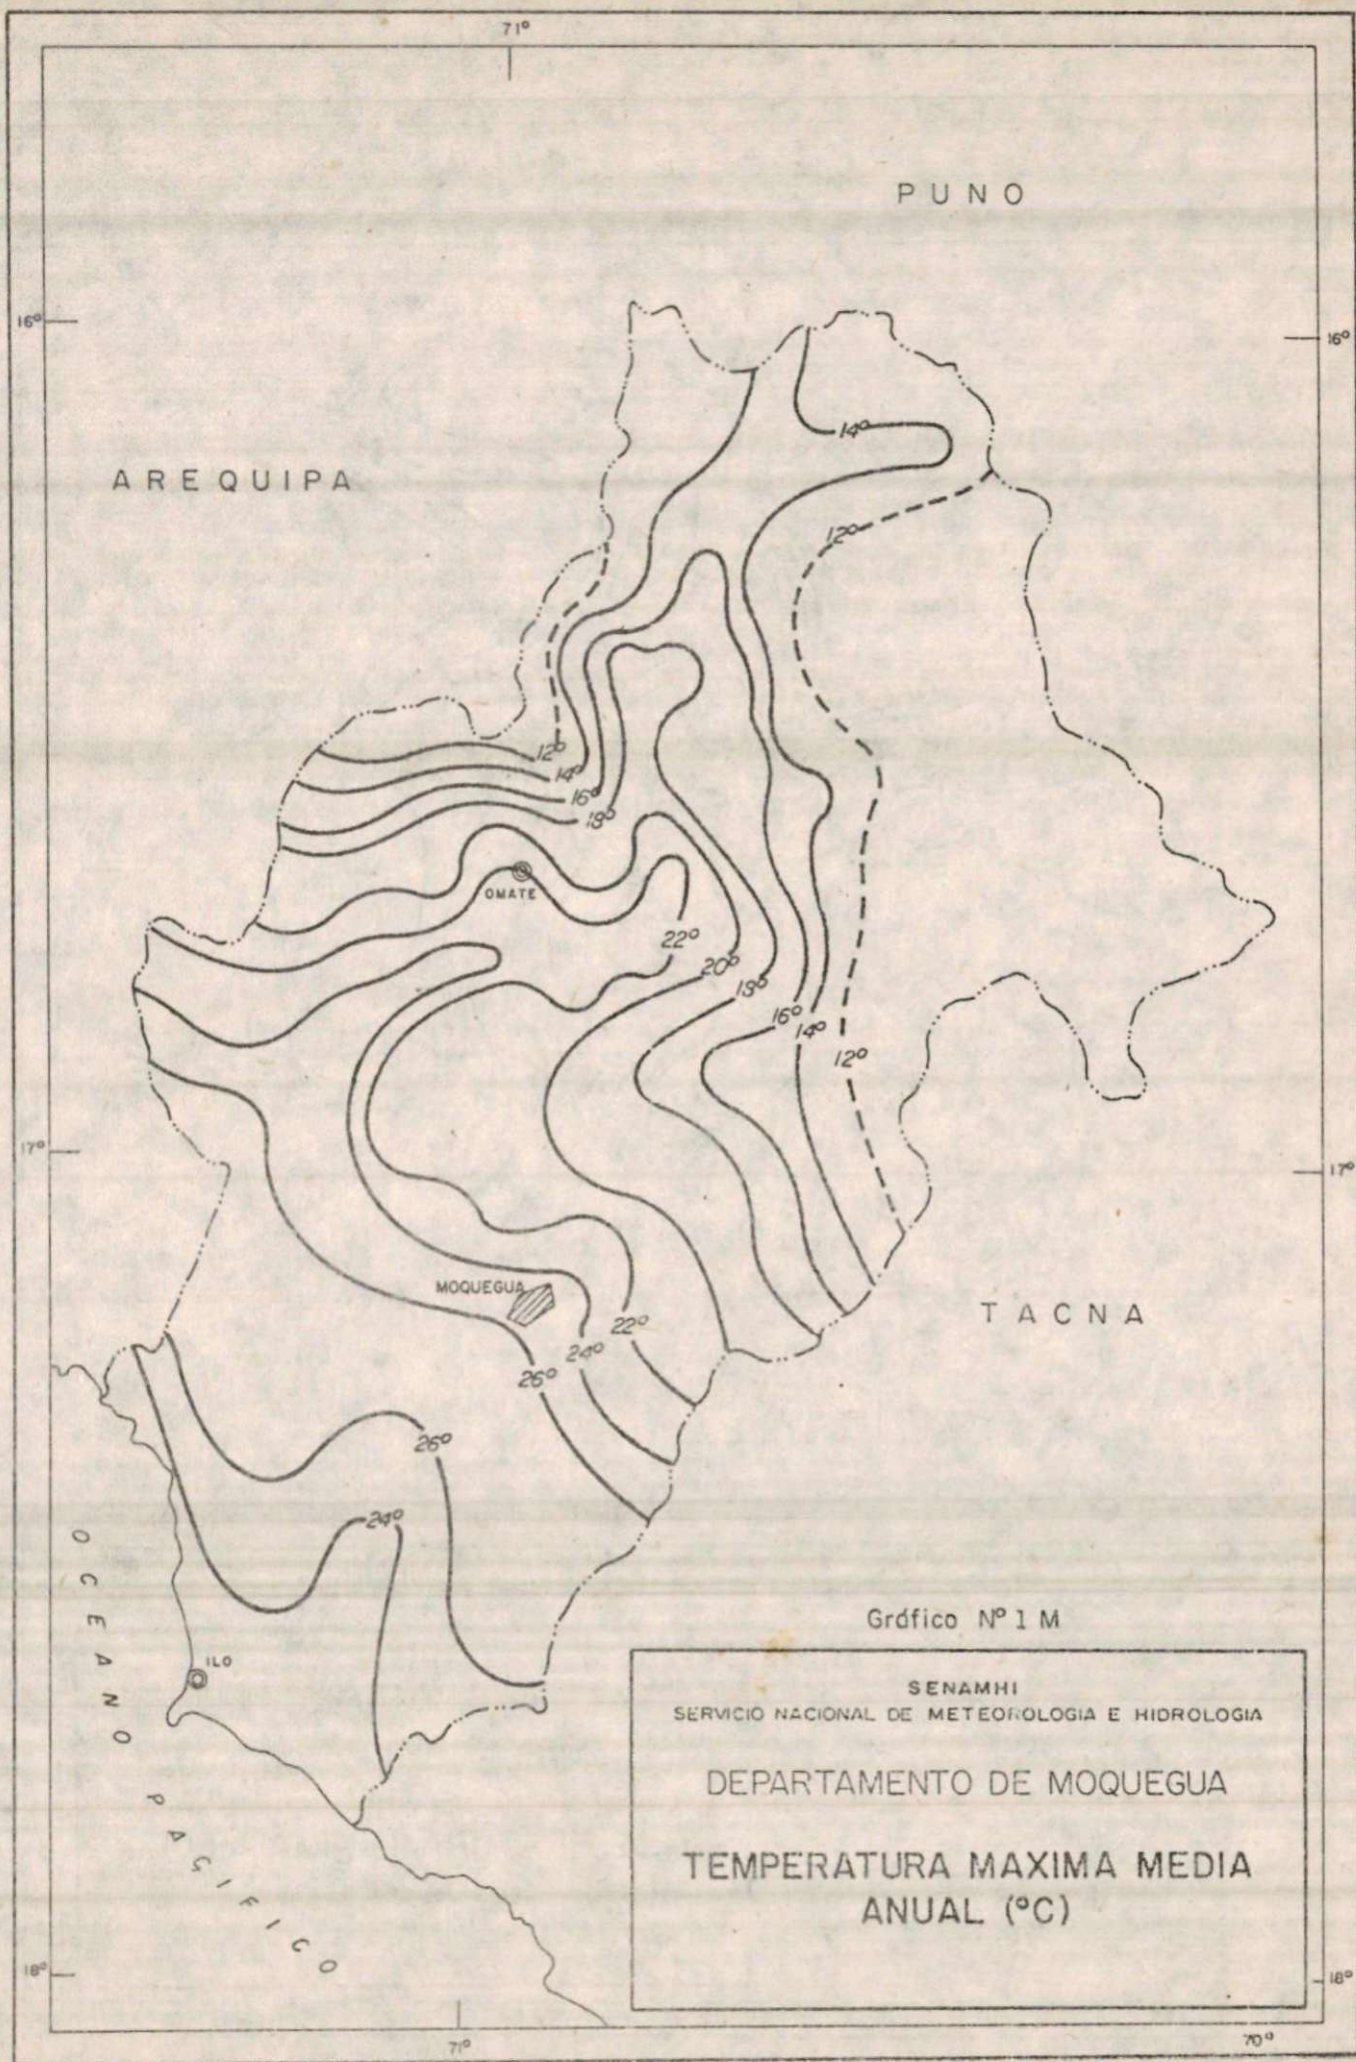 71°
PUNO
16°
16°
14°
AREQUIPA
12°
12°
14°
16°
18°
OMATE
22°
20°
18°
16°
14°
12°
17°
17°
MOQUEGUA
TACNA
22°
24°
26°
26°
24°
OCEANO PACIFICO
ILO
Gráfico N° 1 M
SENAMHI
SERVICIO NACIONAL DE METEOROLOGIA E HIDROLOGIA
DEPARTAMENTO DE MOQUEGUA
TEMPERATURA MAXIMA MEDIA
ANUAL (°C)
18°
18°
71°
70°